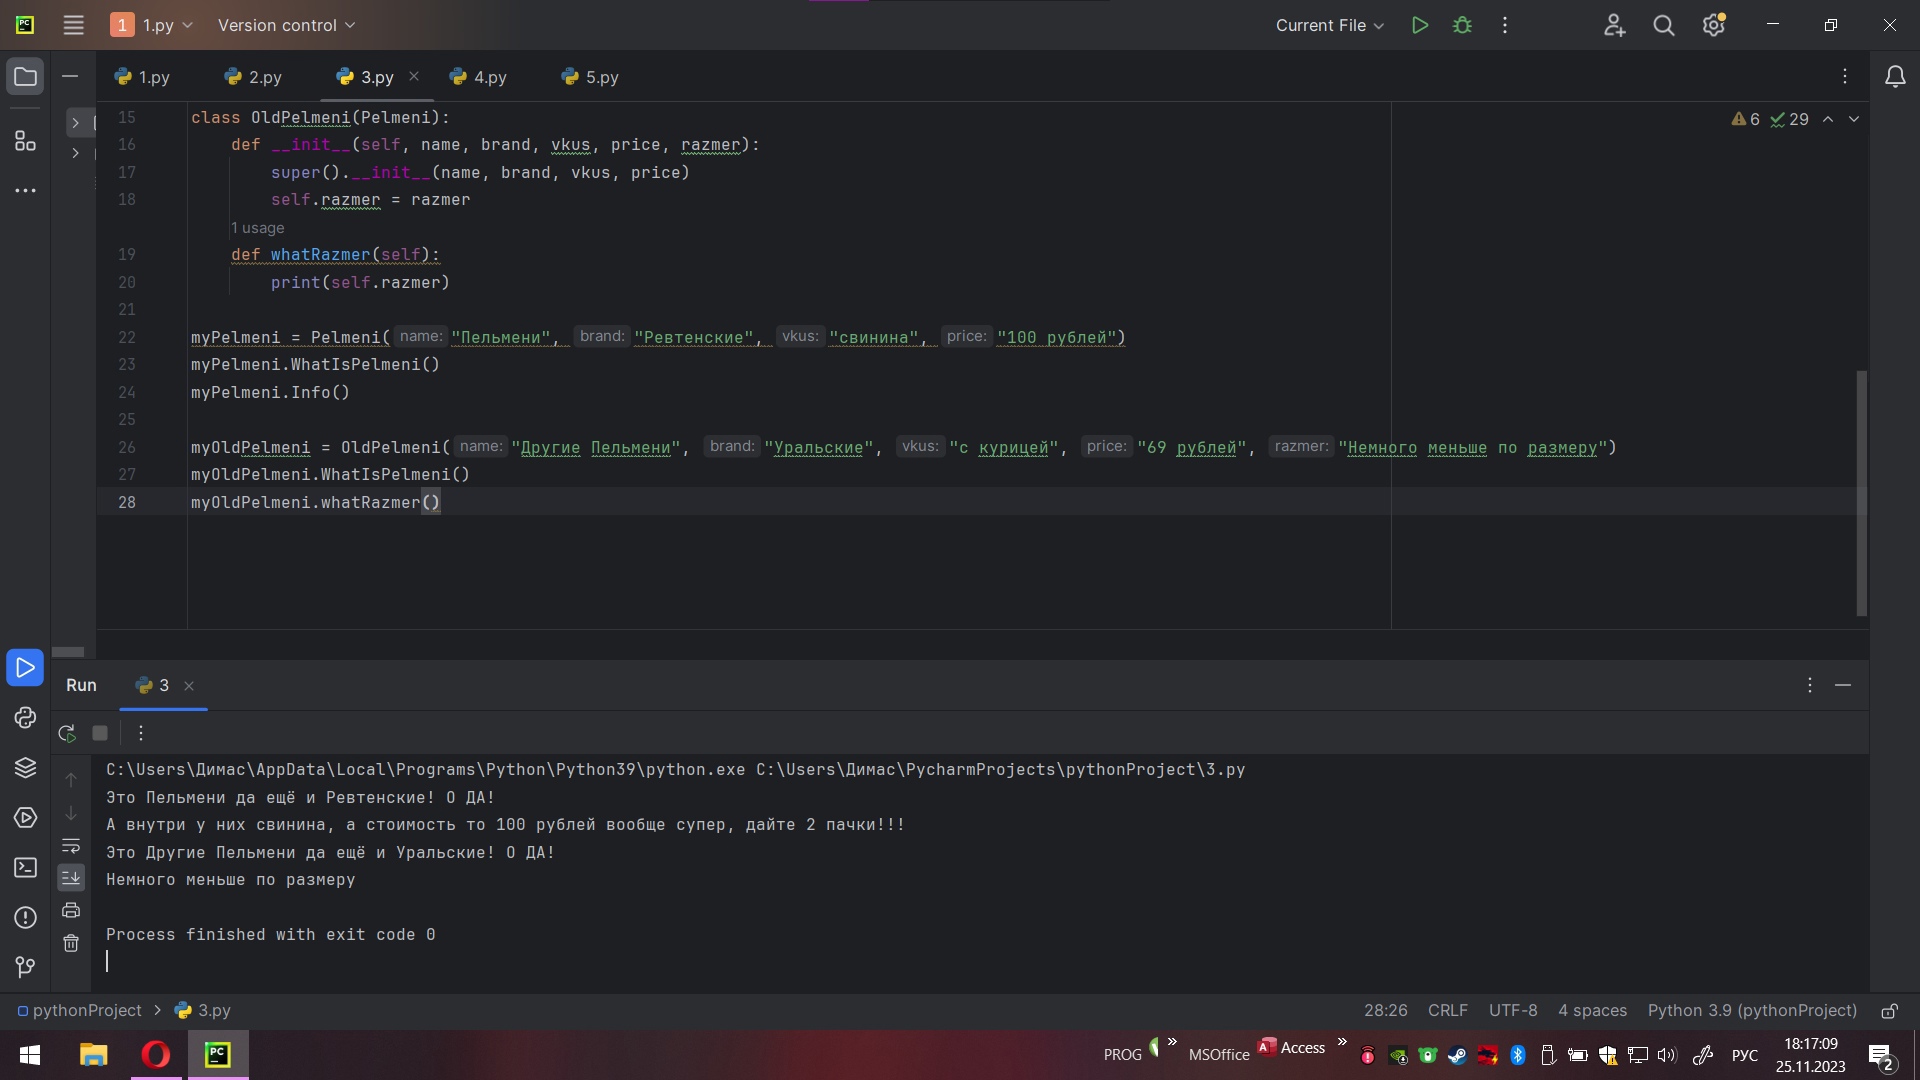 PC 1 1.py Version control Current File
1.py 2.py 3.py 4.py 5.py
6 29
15 class OldPelmeni(Pelmeni):
16 def __init__(self, name, brand, vkus, price, razmer):
17 super().__init__(name, brand, vkus, price)
18 self.razmer = razmer
1 usage
19 def whatRazmer(self):
20 print(self.razmer)
21
22 myPelmeni = Pelmeni( name: "Пельмени", brand: "Ревтенские", vkus: "свинина", price: "100 рублей")
23 myPelmeni.WhatIsPelmeni()
24 myPelmeni.Info()
25
26 myOldPelmeni = OldPelmeni( name: "Другие Пельмени", brand: "Уральские", vkus: "с курицей", price: "69 рублей", razmer: "Немного меньше по размеру")
27 myOldPelmeni.WhatIsPelmeni()
28 myOldPelmeni.whatRazmer()
Run 3
C:\Users\Димас\AppData\Local\Programs\Python\Python39\python.exe C:\Users\Димас\PycharmProjects\pythonProject\3.py
Это Пельмени да ещё и Ревтенские! О ДА!
А внутри у них свинина, а стоимость то 100 рублей вообще супер, дайте 2 пачки!!!
Это Другие Пельмени да ещё и Уральские! О ДА!
Немного меньше по размеру
Process finished with exit code 0
pythonProject > 3.py 28:26 CRLF UTF-8 4 spaces Python 3.9 (pythonProject)
PC PROG » MSOffice A Access » РУС 18:17:09
25.11.2023 2